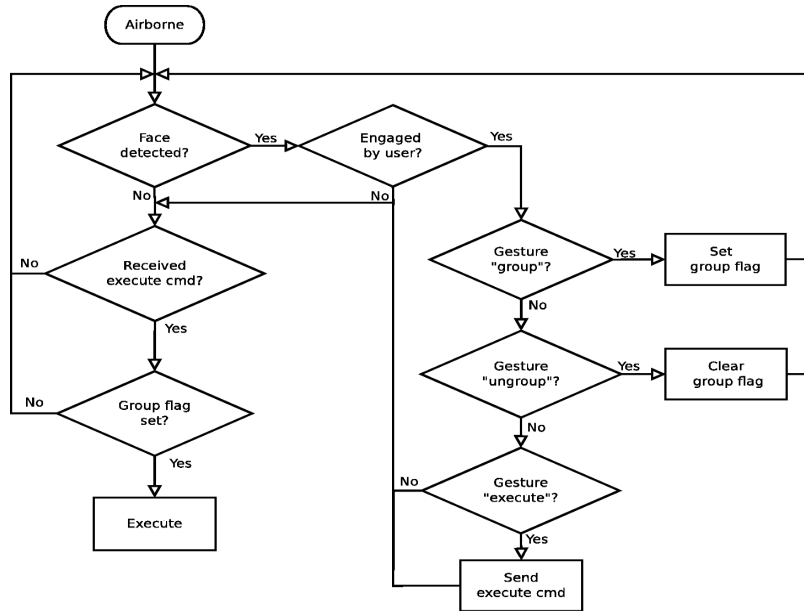 Airborne
Face
detected?
Yes
Engaged
by user?
Yes
No
No
Gesture
"group"?
Yes
Set
group flag
No
Received
execute cmd?
No
Yes
Gesture
"ungroup"?
Yes
Clear
group flag
No
No
Group flag
set?
Yes
No
Gesture
"execute"?
Yes
Execute
Send
execute cmd